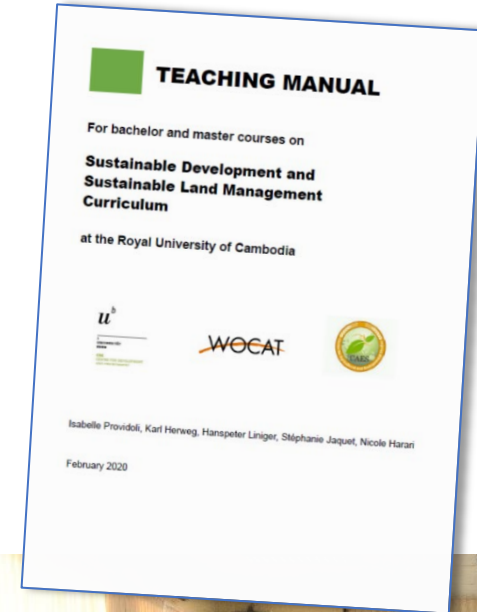 TEACHING MANUAL
For bachelor and master courses on
Sustainable Development and
Sustainable Land Management
Curriculum
at the Royal University of Cambodia
u
b
WOCAT
Isabelle Providoli, Karl Herweg, Hanspeter Liniger, Stéphanie Jaquet, Nicole Harari
February 2020